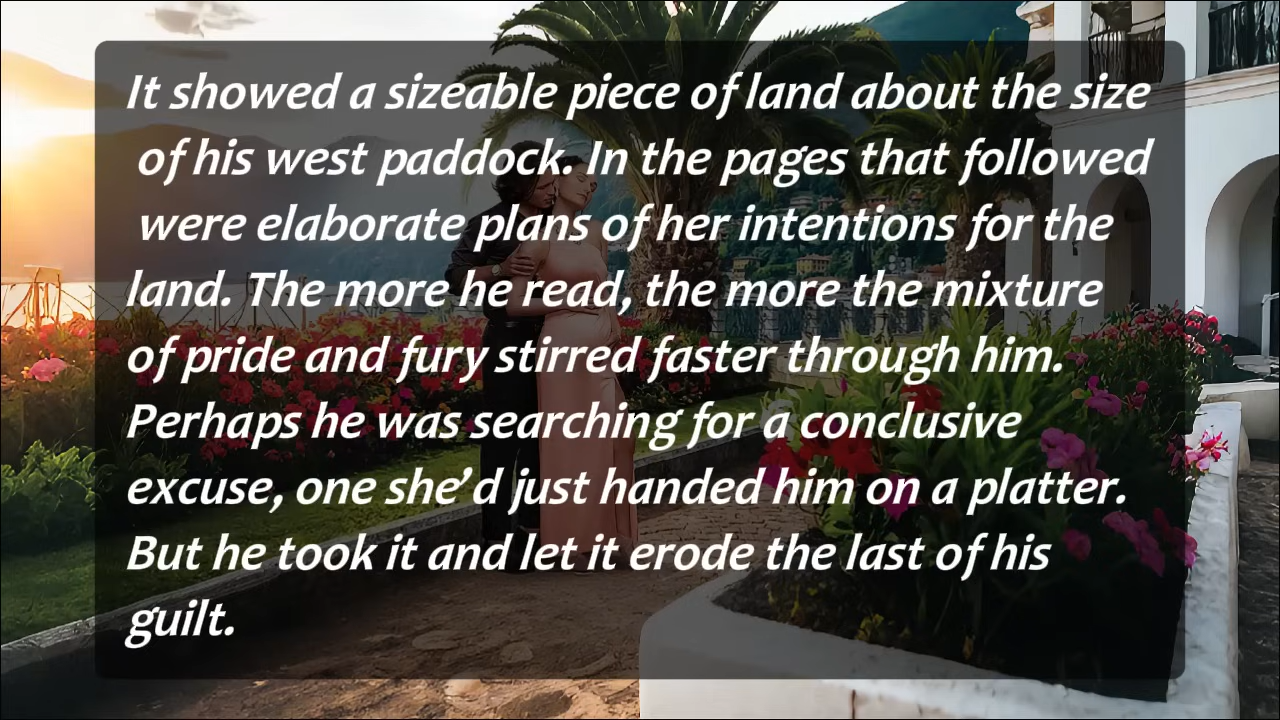 It showed a sizeable piece of land about the size
of his west paddock. In the pages that followed
were elaborate plans of her intentions for the
land. The more he read, the more the mixture
of pride and fury stirred faster through him.
Perhaps he was searching for a conclusive
excuse, one she’d just handed him on a platter.
But he took it and let it erode the last of his
guilt.